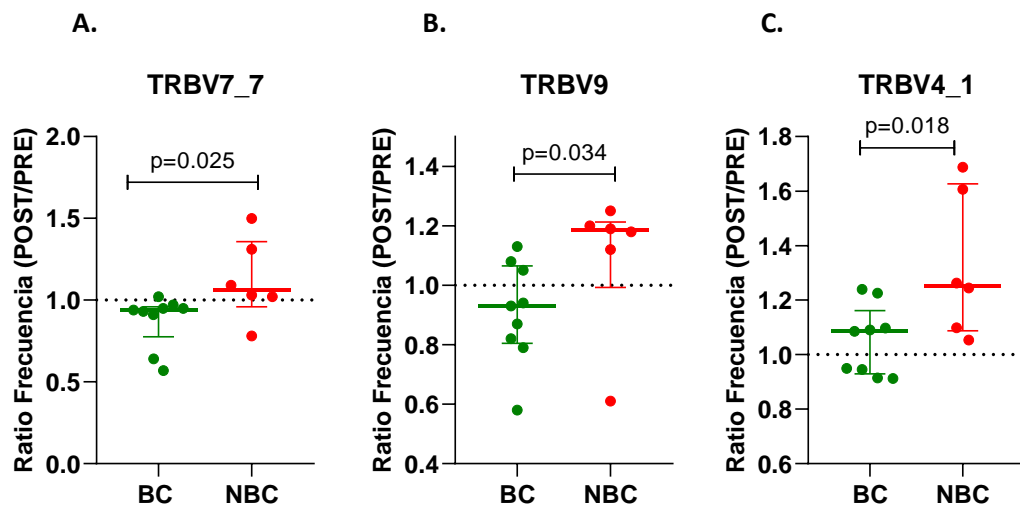 A.
B.
C.
TRBV7_7
TRBV9
TRBV4_1
Ratio Frecuencia (POST/PRE)
2.0
1.5
1.0
0.5
0.0
p=0.025
BC
NBC
Ratio Frecuencia (POST/PRE)
1.4
1.2
1.0
0.8
0.6
0.4
p=0.034
BC
NBC
Ratio Frecuencia (POST/PRE)
1.8
1.6
1.4
1.2
1.0
0.8
0.6
p=0.018
BC
NBC